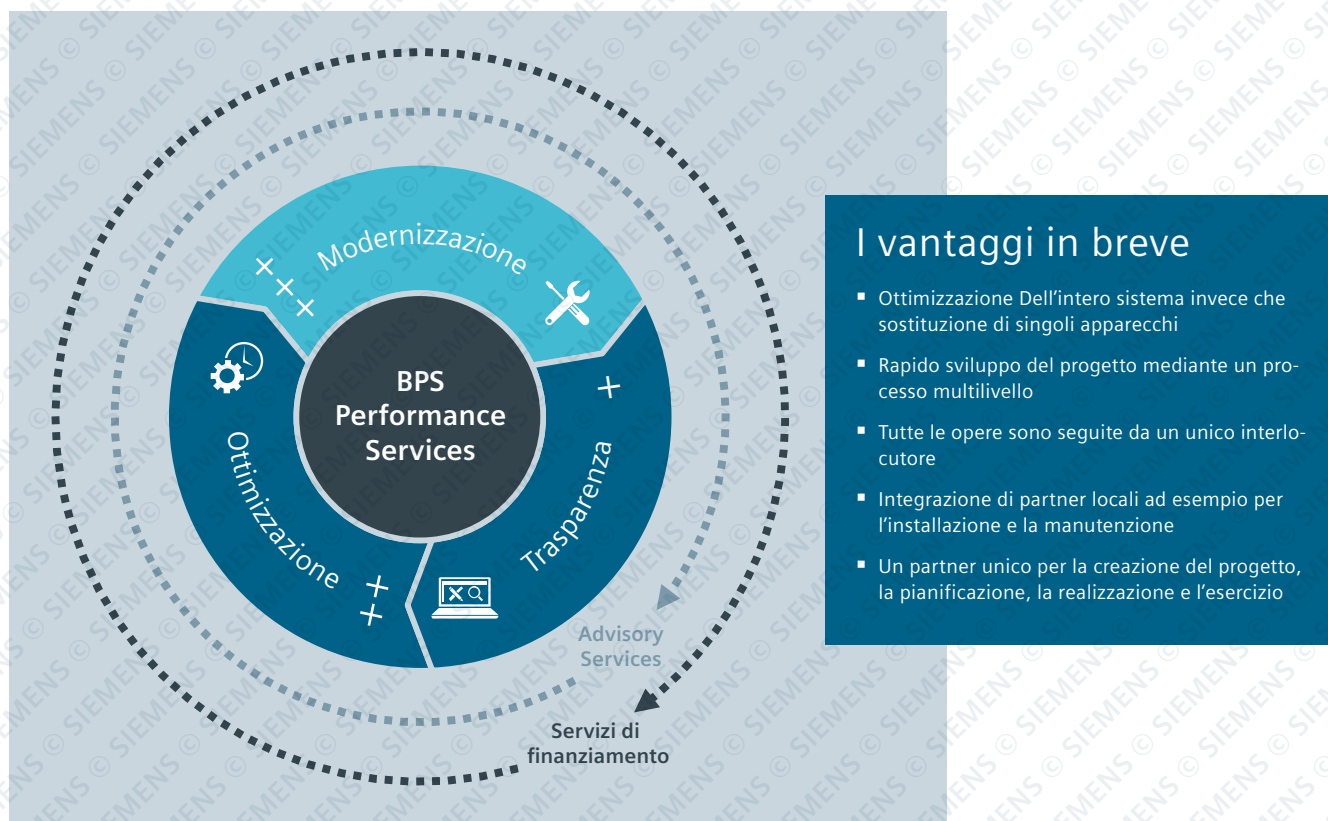 Modernizzazione
BPS
Performance
Services
Ottimizzazione
Trasparenza
Advisory
Services
Servizi di
finanziamento
I vantaggi in breve
▪ Ottimizzazione Dell'intero sistema invece che
sostituzione di singoli apparecchi
▪ Rapido sviluppo del progetto mediante un pro-
cesso multilivello
▪ Tutte le opere sono seguite da un unico interlo-
cutore
▪ Integrazione di partner locali ad esempio per
l'installazione e la manutenzione
▪ Un partner unico per la creazione del progetto,
la pianificazione, la realizzazione e l'esercizio
© SIEMENS